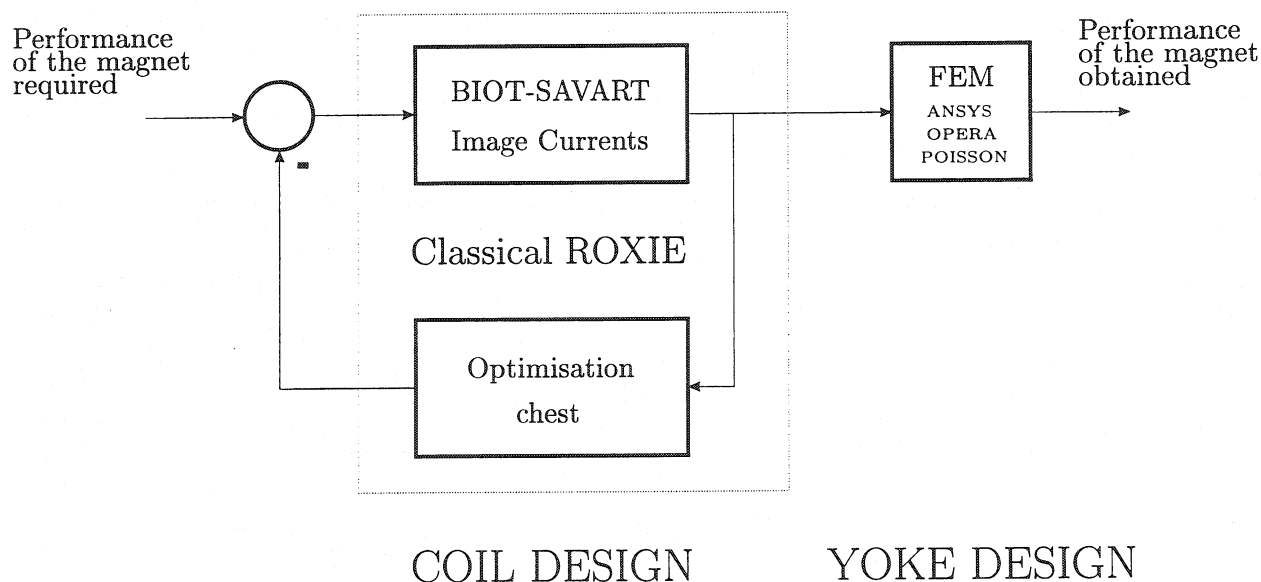 Performance
of the magnet
required
-
BIOT-SAVART
Image Currents
FEM
ANSYS
OPERA
POISSON
Performance
of the magnet
obtained
Classical ROXIE
Optimisation
chest
COIL DESIGN
YOKE DESIGN